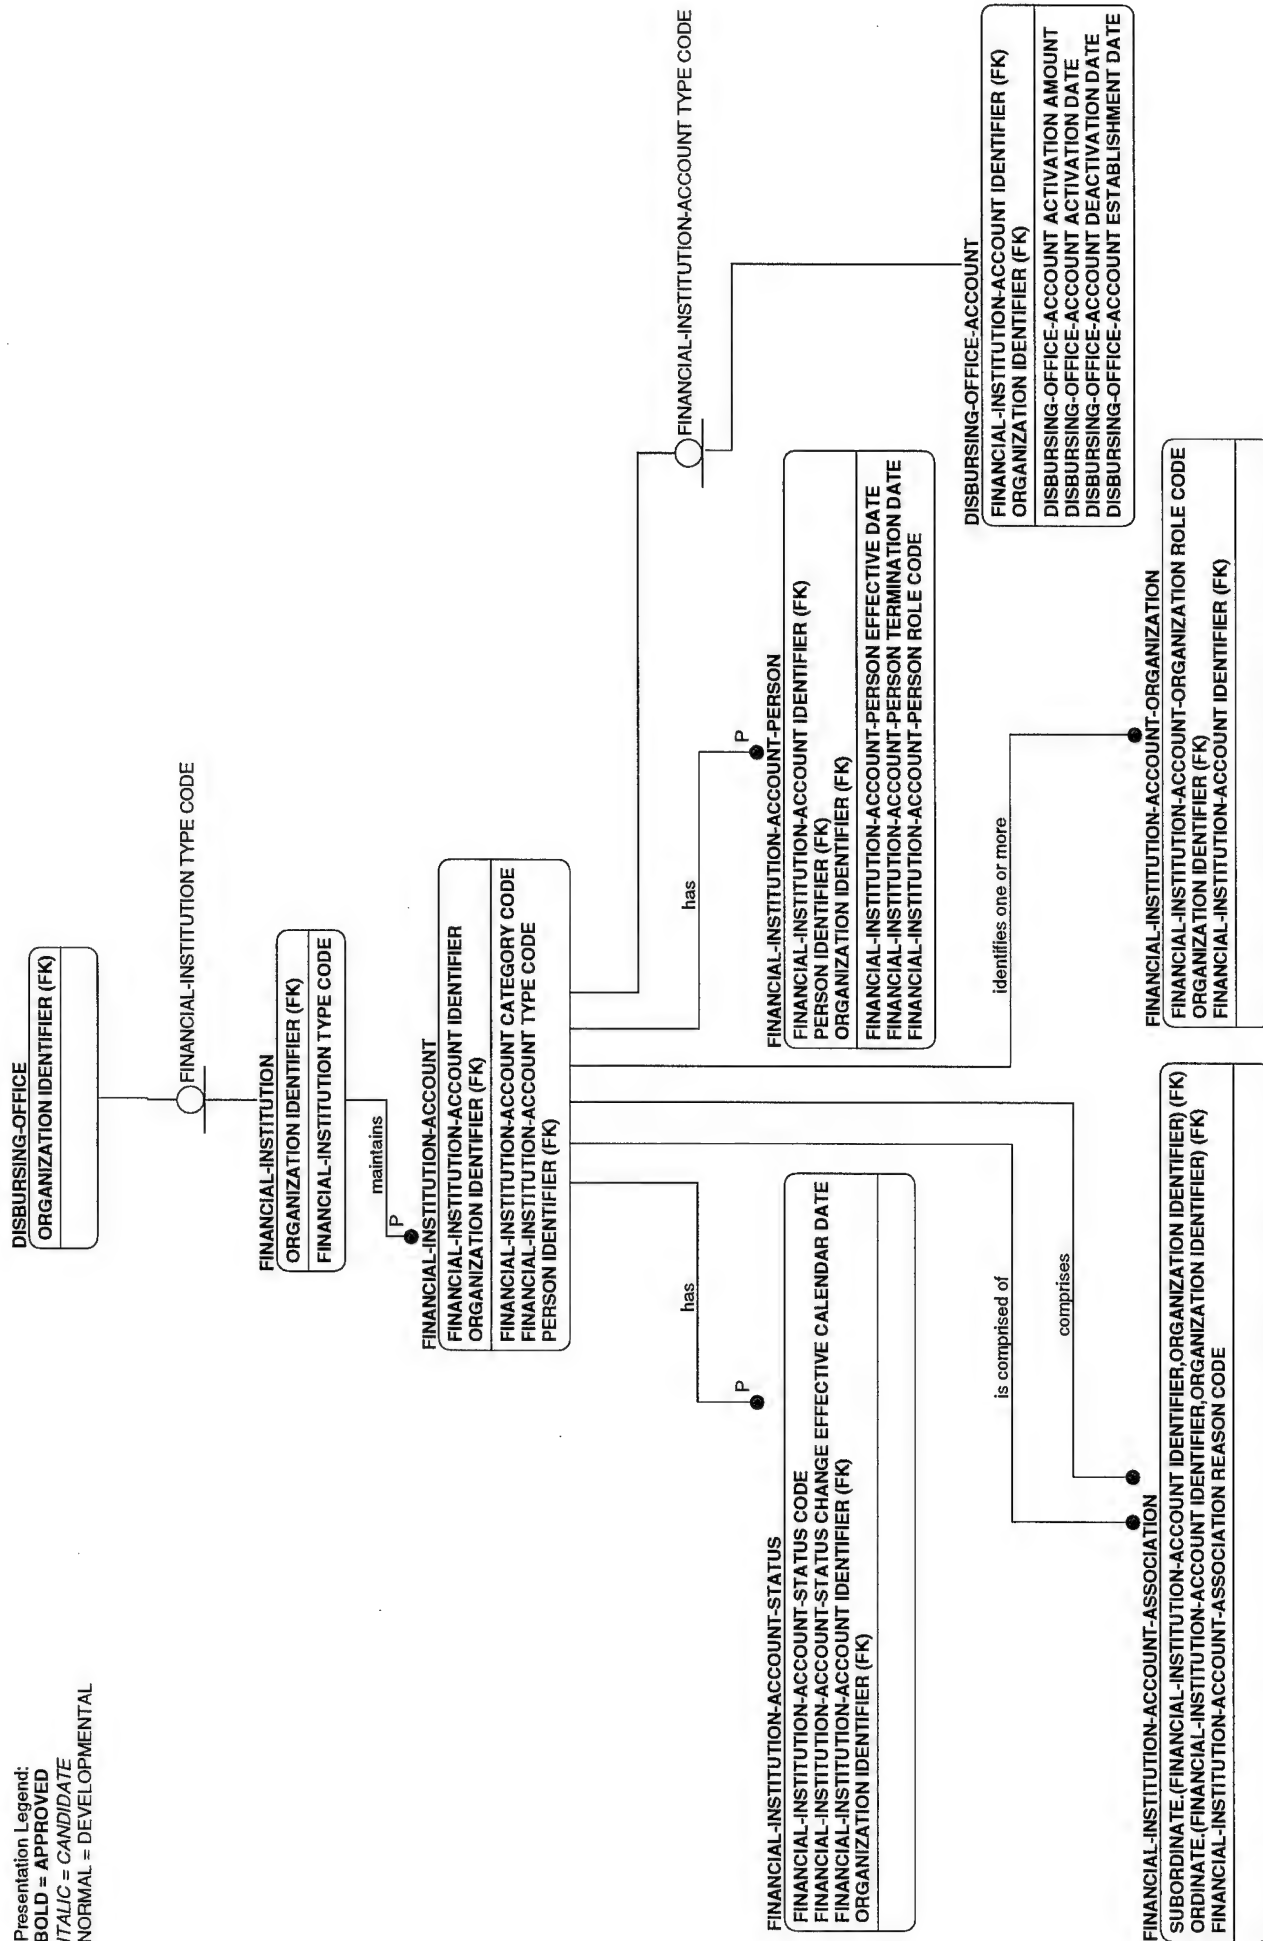 Presentation Legend:
BOLD = APPROVED
ITALIC = CANDIDATE
NORMAL = DEVELOPMENTAL
DISBURSING-OFFICE
ORGANIZATION IDENTIFIER (FK)
FINANCIAL-INSTITUTION TYPE CODE
FINANCIAL-INSTITUTION
ORGANIZATION IDENTIFIER (FK)
FINANCIAL-INSTITUTION TYPE CODE
maintains
P
FINANCIAL-INSTITUTION-ACCOUNT
FINANCIAL-INSTITUTION-ACCOUNT IDENTIFIER
ORGANIZATION IDENTIFIER (FK)
FINANCIAL-INSTITUTION-ACCOUNT CATEGORY CODE
FINANCIAL-INSTITUTION-ACCOUNT TYPE CODE
PERSON IDENTIFIER (FK)
FINANCIAL-INSTITUTION-ACCOUNT TYPE CODE
has
P
has
P
FINANCIAL-INSTITUTION-ACCOUNT-STATUS
FINANCIAL-INSTITUTION-ACCOUNT-STATUS CODE
FINANCIAL-INSTITUTION-ACCOUNT-STATUS CHANGE EFFECTIVE CALENDAR DATE
FINANCIAL-INSTITUTION-ACCOUNT IDENTIFIER (FK)
ORGANIZATION IDENTIFIER (FK)
FINANCIAL-INSTITUTION-ACCOUNT-PERSON
FINANCIAL-INSTITUTION-ACCOUNT IDENTIFIER (FK)
PERSON IDENTIFIER (FK)
ORGANIZATION IDENTIFIER (FK)
FINANCIAL-INSTITUTION-ACCOUNT-PERSON EFFECTIVE DATE
FINANCIAL-INSTITUTION-ACCOUNT-PERSON TERMINATION DATE
FINANCIAL-INSTITUTION-ACCOUNT-PERSON ROLE CODE
DISBURSING-OFFICE-ACCOUNT
FINANCIAL-INSTITUTION-ACCOUNT IDENTIFIER (FK)
ORGANIZATION IDENTIFIER (FK)
DISBURSING-OFFICE-ACCOUNT ACTIVATION AMOUNT
DISBURSING-OFFICE-ACCOUNT ACTIVATION DATE
DISBURSING-OFFICE-ACCOUNT DEACTIVATION DATE
DISBURSING-OFFICE-ACCOUNT ESTABLISHMENT DATE
is comprised of
comprises
identifies one or more
FINANCIAL-INSTITUTION-ACCOUNT-ASSOCIATION
SUBORDINATE.(FINANCIAL-INSTITUTION-ACCOUNT IDENTIFIER,ORGANIZATION IDENTIFIER) (FK)
ORDINATE.(FINANCIAL-INSTITUTION-ACCOUNT IDENTIFIER,ORGANIZATION IDENTIFIER) (FK)
FINANCIAL-INSTITUTION-ACCOUNT-ASSOCIATION REASON CODE
FINANCIAL-INSTITUTION-ACCOUNT-ORGANIZATION
FINANCIAL-INSTITUTION-ACCOUNT-ORGANIZATION ROLE CODE
ORGANIZATION IDENTIFIER (FK)
FINANCIAL-INSTITUTION-ACCOUNT IDENTIFIER (FK)